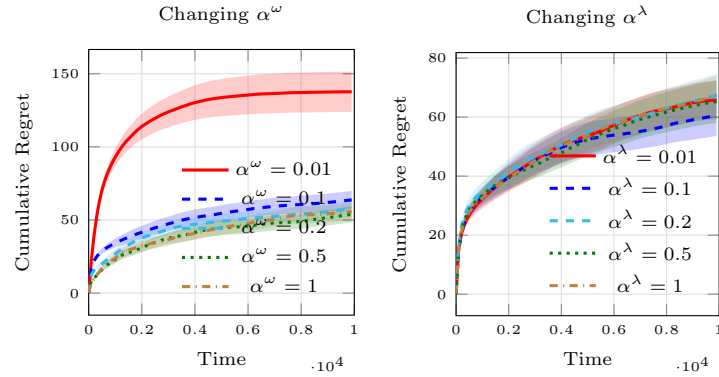 Changing α^ω
Cumulative Regret
150
100
50
0
α^ω = 0.01
α^ω = 0.1
α^ω = 0.2
α^ω = 0.5
α^ω = 1
0 0.2 0.4 0.6 0.8 1
·10^4
Time
Changing α^λ
Cumulative Regret
80
60
40
20
0
α^λ = 0.01
α^λ = 0.1
α^λ = 0.2
α^λ = 0.5
α^λ = 1
0 0.2 0.4 0.6 0.8 1
·10^4
Time